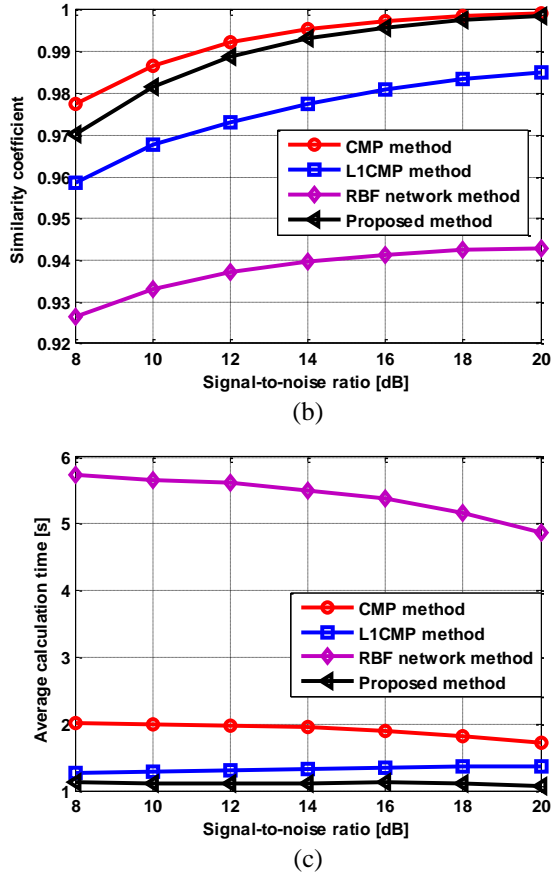 1
0.99
0.98
0.97
0.96
0.95
0.94
0.93
0.92
Similarity coefficient
CMP method
L1CMP method
RBF network method
Proposed method
8 10 12 14 16 18 20
Signal-to-noise ratio [dB]
(b)
6
5
4
3
2
1
Average calculation time [s]
CMP method
L1CMP method
RBF network method
Proposed method
8 10 12 14 16 18 20
Signal-to-noise ratio [dB]
(c)